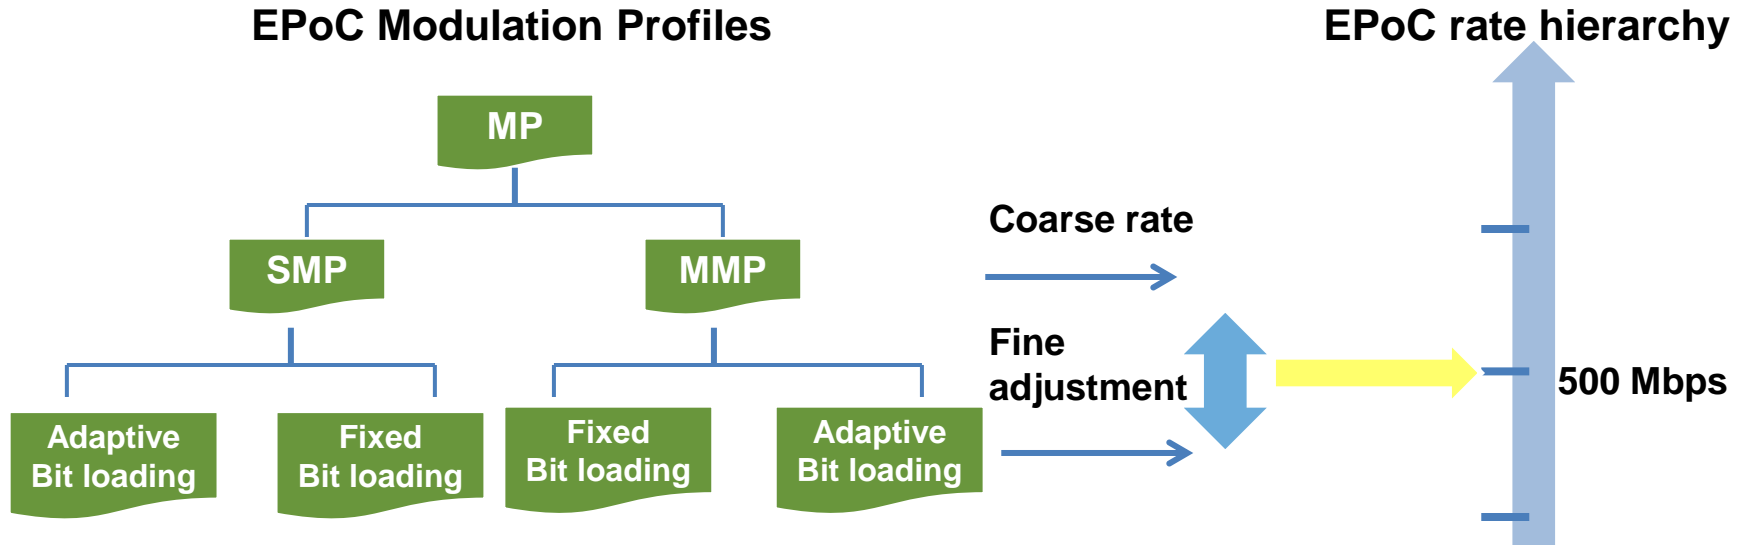 EPoC Modulation Profiles
EPoC rate hierarchy
MP
SMP
MMP
Coarse rate
Fine
adjustment
500 Mbps
Adaptive
Bit loading
Fixed
Bit loading
Fixed
Bit loading
Adaptive
Bit loading